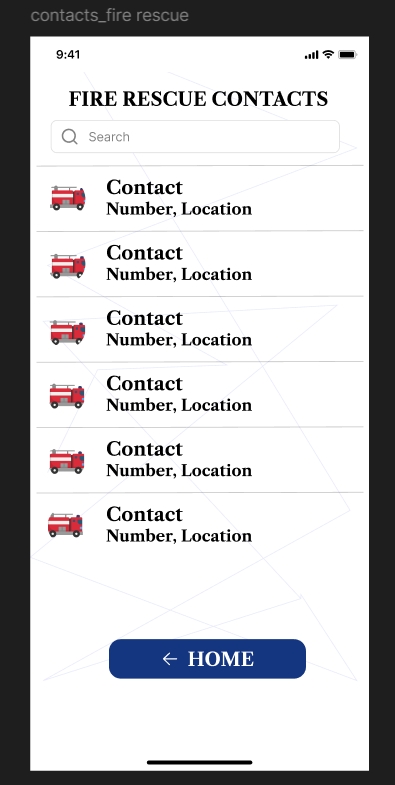 contacts_fire rescue
9:41
FIRE RESCUE CONTACTS
Search
Contact
Number, Location
Contact
Number, Location
Contact
Number, Location
Contact
Number, Location
Contact
Number, Location
Contact
Number, Location
← HOME